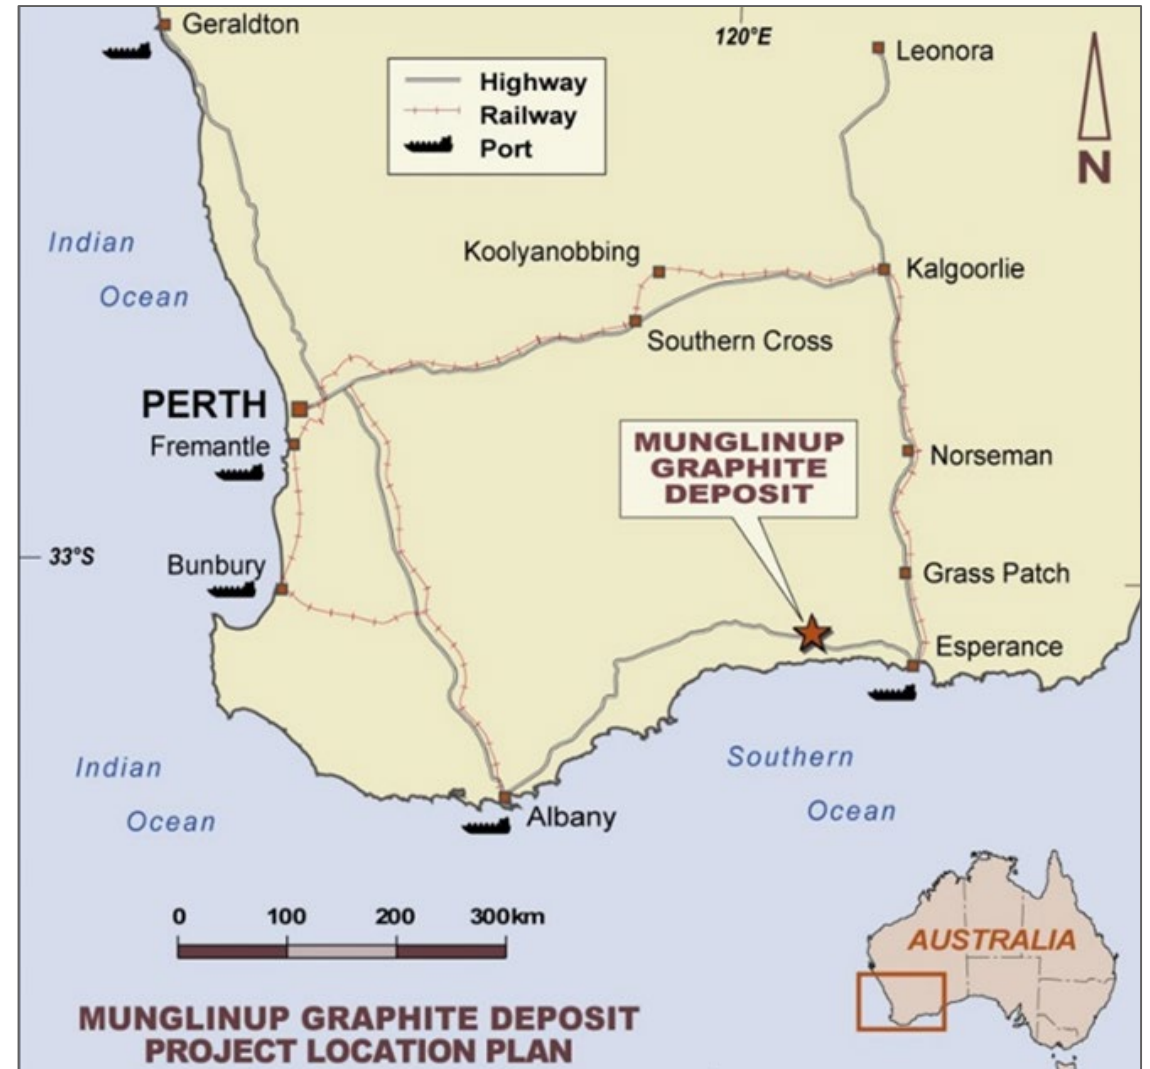 Geraldton
120°E
Leonora
Highway
Railway
Port
N
Indian
Ocean
Koolyanobbing
Kalgoorlie
Southern Cross
PERTH
Fremantle
MUNGLINUP
GRAPHITE
DEPOSIT
Norseman
33°S
Bunbury
Grass Patch
Esperance
Indian
Ocean
Southern
Ocean
Albany
0 100 200 300km
AUSTRALIA
MUNGLINUP GRAPHITE DEPOSIT
PROJECT LOCATION PLAN